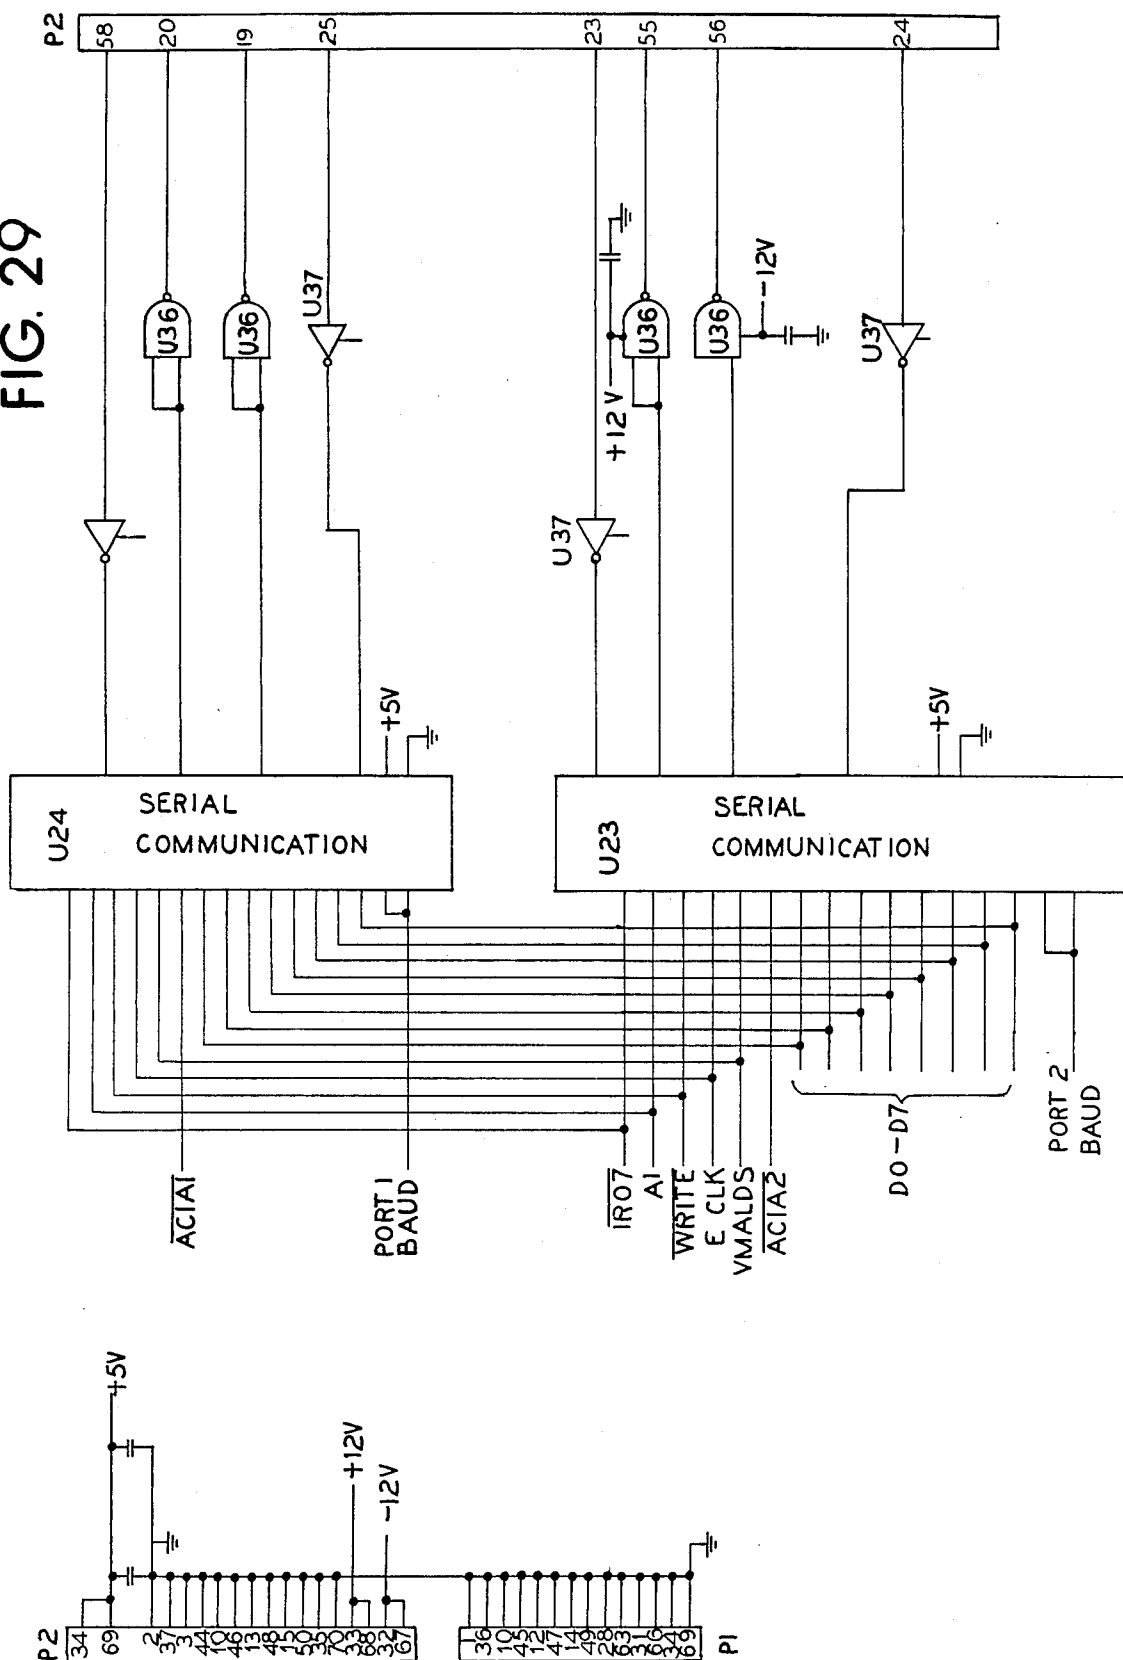 FIG. 29
P2
58
20
19
25
23
55
56
24
U36
U36
U37
U37
+12V
U36
U36
-12V
U37
U24
SERIAL
COMMUNICATION
+5V
U23
SERIAL
COMMUNICATION
+5V
ACIA1
PORT 1
BAUD
IRO7
A1
WRITE
E CLK
VMALDS
ACIA2
D0-D7
PORT 2
BAUD
P2
34
69
2
37
3
44
10
46
13
48
15
50
35
70
33
68
32
67
+5V
+12V
-12V
1
36
10
45
12
47
14
49
28
63
31
66
34
69
P1